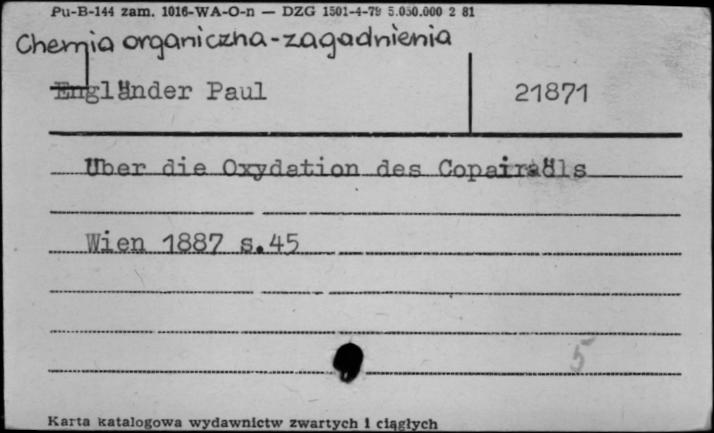 Pu-B-144 zam. 1016-WA-O-n — DZG 1501-4-79 5.050.000 2 81
Chemia organiczna-zagadnienia
Engländer Paul 21871
Über die Oxydation des Copairaöls
Wien 1887 s.45
5
Karta katalogowa wydawnictw zwartych i ciągłych